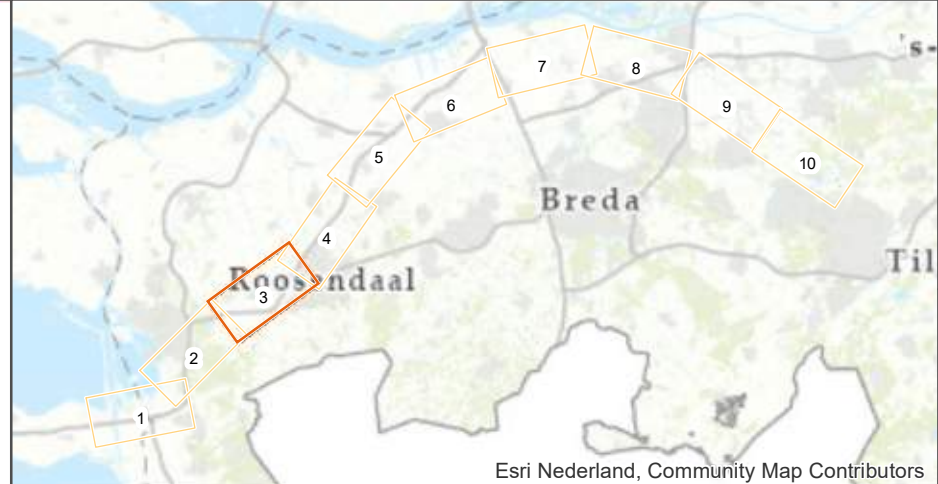 's-
7
8
6
9
5
10
Breda
4
Til
Roosendaal
3
2
1
Esri Nederland, Community Map Contributors